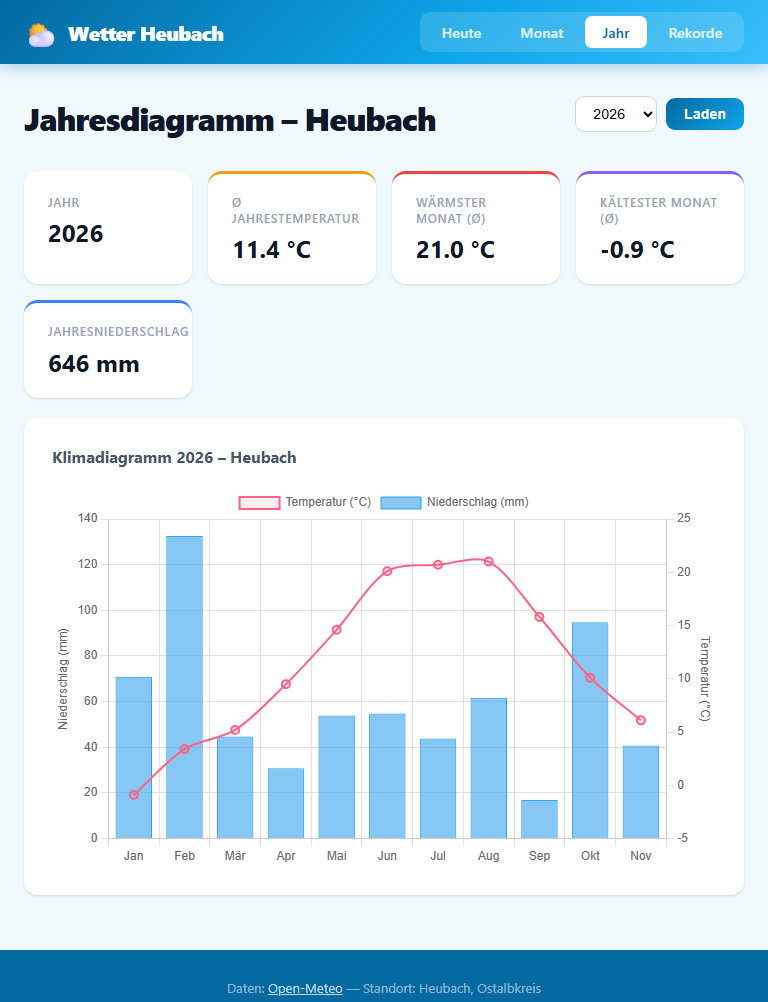 Wetter Heubach
Heute
Monat
Jahr
Rekorde
Jahresdiagramm – Heubach
2026
Laden
JAHR
2026
Ø
JAHRESTEMPERATUR
11.4 °C
WÄRMSTER
MONAT (Ø)
21.0 °C
KÄLTESTER MONAT
(Ø)
-0.9 °C
JAHRESNIEDERSCHLAG
646 mm
Klimadiagramm 2026 – Heubach
Temperatur (°C)
Niederschlag (mm)
140
120
100
80
60
40
20
0
Niederschlag (mm)
25
20
15
10
5
0
-5
Temperatur (°C)
Jan
Feb
Mär
Apr
Mai
Jun
Jul
Aug
Sep
Okt
Nov
Daten: Open-Meteo — Standort: Heubach, Ostalbkreis